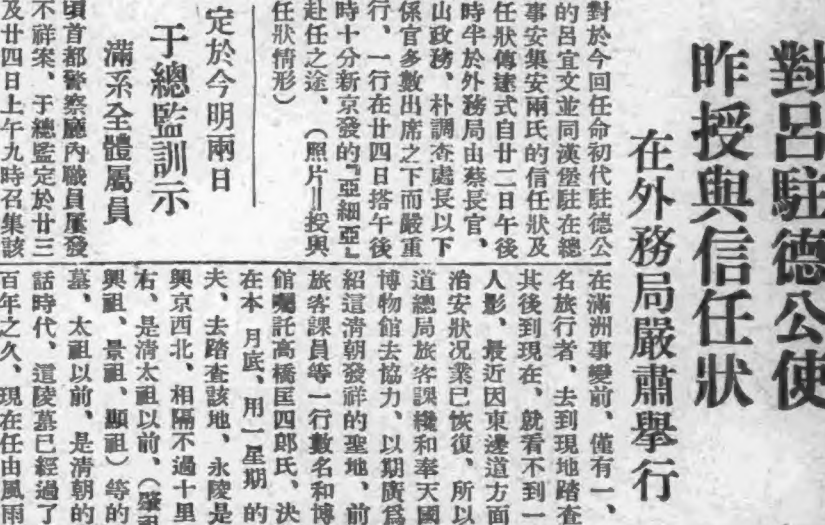 對呂駐德公使
昨授與信任狀
在外務局嚴肅舉行
對於今回任命初代駐德公
的呂宜文並同漢堡駐在總
事安集安兩氏的信任狀及
任狀傳達式自廿二日午後
時半於外務局由蔡長官、
山政務、朴調查處長以下
係官多數出席之下而嚴重
行、一行在廿四日搭午後
時十分新京發的『亞細亞』
赴任之途、（照片＝授與
任狀情形）
定於今明兩日
于總監訓示
滿系全體屬員
頃首都警察廳內職員屢發
不祥案、于總監定於廿三
及廿四日上午九時召集該
在滿洲事變前、僅有一、
名旅行者、去到現地踏查
其後到現在、就看不到一
人影、最近因東邊道方面
治安狀況業已恢復、所以
道總局旅客課纔和奉天國
博物館去協力、以期廣爲
紹這清朝發祥的聖地、前
旅客課員等一行數名和博
館囑託高橋匡四郎氏、決
在本 月底、用一星期 的
夫、去踏查該地、永陵是
興京西北、相隔不過十里
右、是清太祖以前、（肇祖
興祖、景祖、顯祖）等的
墓、太祖以前、是清朝的
話時代、這陵墓已經過了
百年之久、現在任由風雨